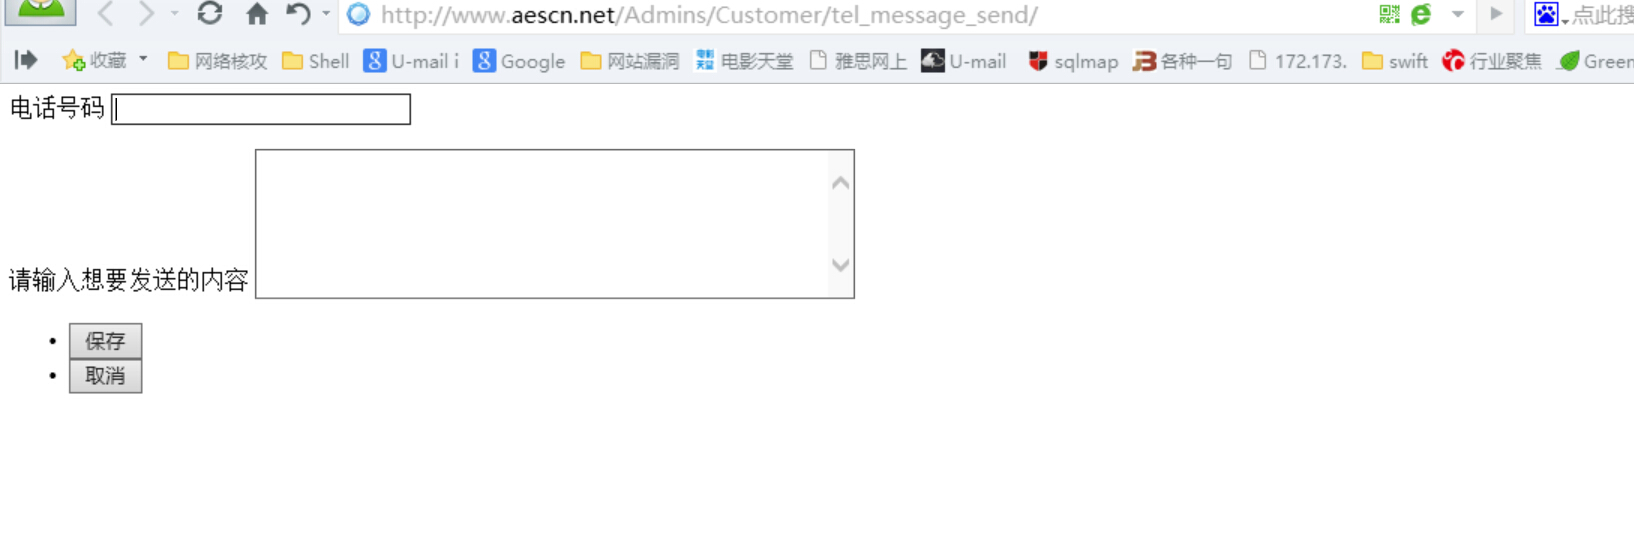 http://www.aescn.net/Admins/Customer/tel_message_send/
收藏 网络核攻 Shell U-mail i Google 网站漏洞 电影天堂 雅思网上 U-mail sqlmap 各种一句 172.173. swift 行业聚焦 Green
电话号码
请输入想要发送的内容
保存
取消